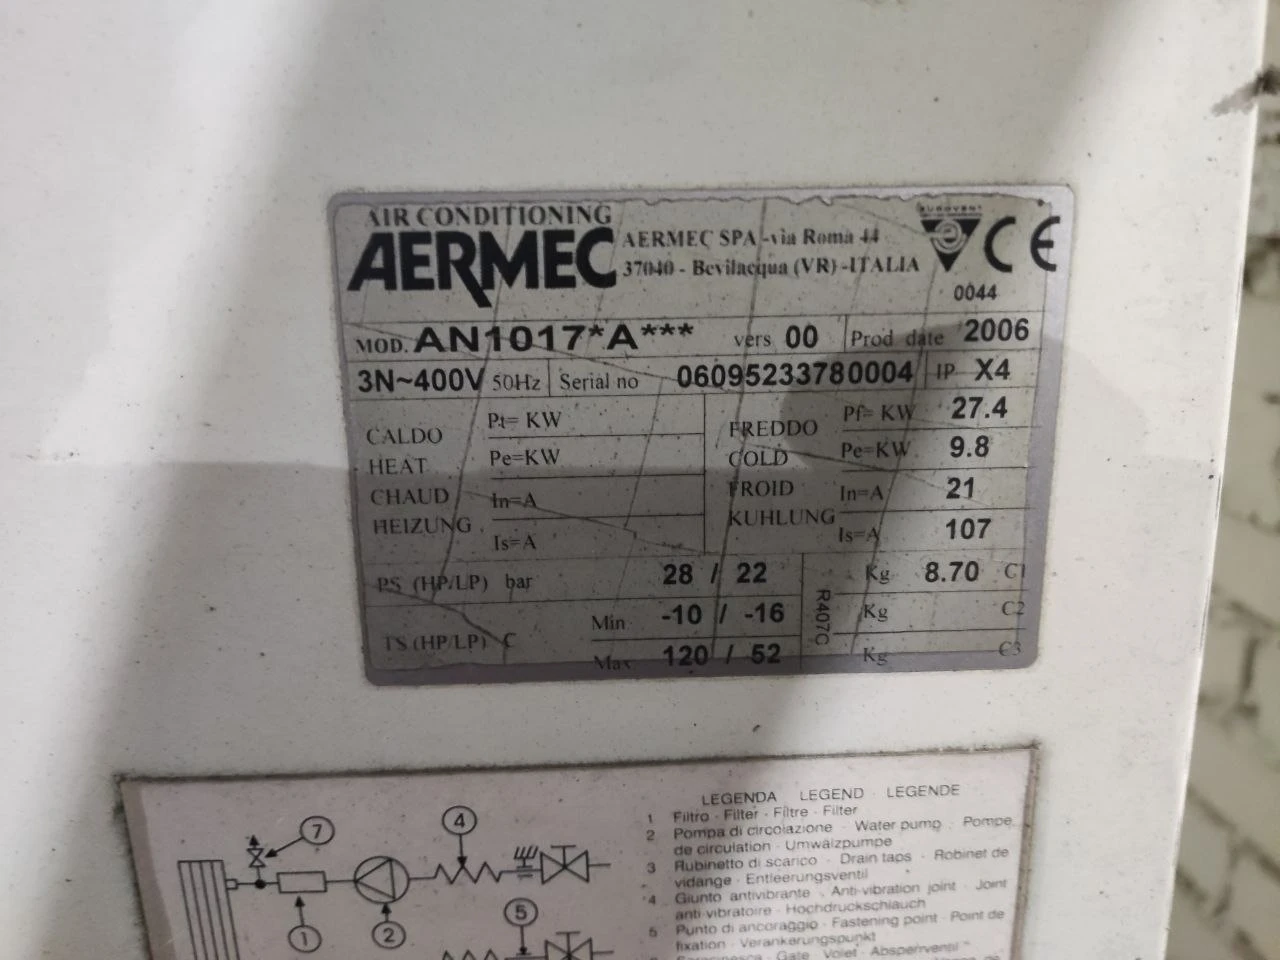 AIR CONDITIONING
AERMEC
AERMEC SPA -via Roma 44
37040 - Bevilacqua (VR) -ITALIA
EUROVENT
CE
0044
MOD. AN1017*A*** vers 00 Prod date 2006
3N~400V 50Hz Serial no 06095233780004 IP X4
CALDO
HEAT
CHAUD
HEIZUNG
Pt= KW
Pe=KW
In=A
Is=A
FREDDO
COLD
FROID
KUHLUNG
Pf= KW 27.4
Pe=KW 9.8
In=A 21
Is=A 107
PS (HP/LP) bar 28 / 22
TS (HP/LP) C
Min -10 / -16
Max 120 / 52
R407C
Kg 8.70 C1
Kg C2
Kg C3
LEGENDA LEGEND - LEGENDE
1 Filtro - Filter - Filtre - Filter
2 Pompa di circolazione - Water pump - Pompe
de circulation - Umwälzpumpe
3 Rubinetto di scarico - Drain taps - Robinet de
vidange - Entleerungsventil
4 Giunto antivibrante - Anti-vibration joint - Joint
anti-vibratoire - Hochdruckschlauch
5 Punto di ancoraggio - Fastening point - Point de
fixation - Verankerungspunkt
Saracinesca - Gate
7
4
1
2
5